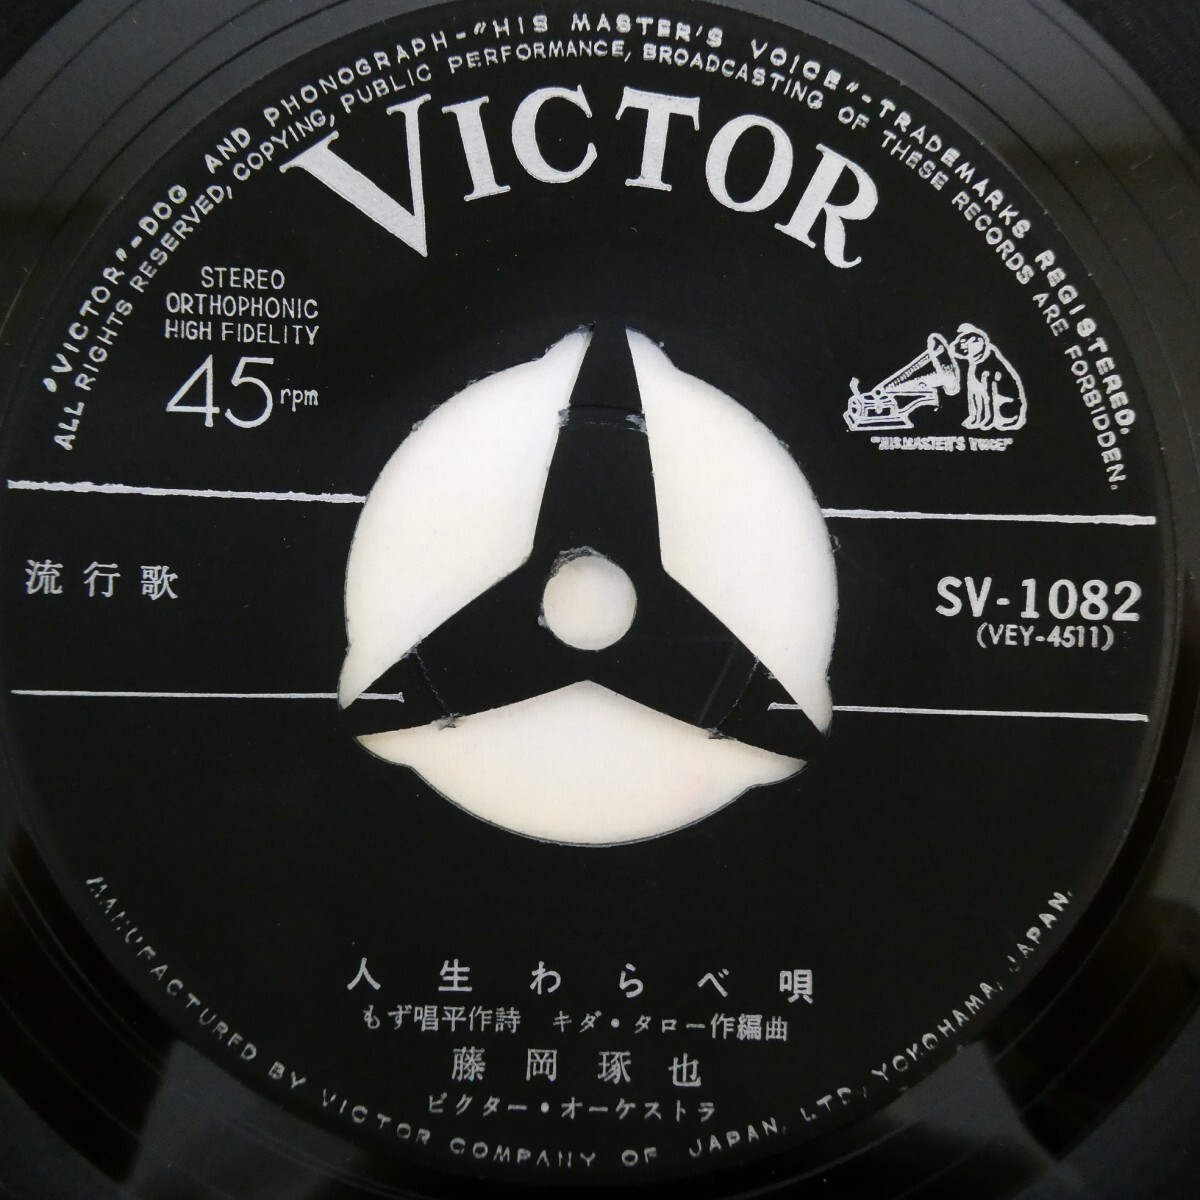 "VICTOR"-DOG AND PHONOGRAPH-"HIS MASTER'S VOICE"-TRADEMARKS REGISTERED.
ALL RIGHTS RESERVED, COPYING, PUBLIC PERFORMANCE, BROADCASTING OF THESE RECORDS ARE FORBIDDEN.
VICTOR
STEREO
ORTHOPHONIC
HIGH FIDELITY
45rpm
"HIS MASTER'S VOICE"
流行歌
SV-1082
(VEY-4511)
人生わらべ唄
もず唱平作詩 キダ・タロー作編曲
藤岡琢也
ビクター・オーケストラ
MANUFACTURED BY VICTOR COMPANY OF JAPAN, LTD, YOKOHAMA, JAPAN.